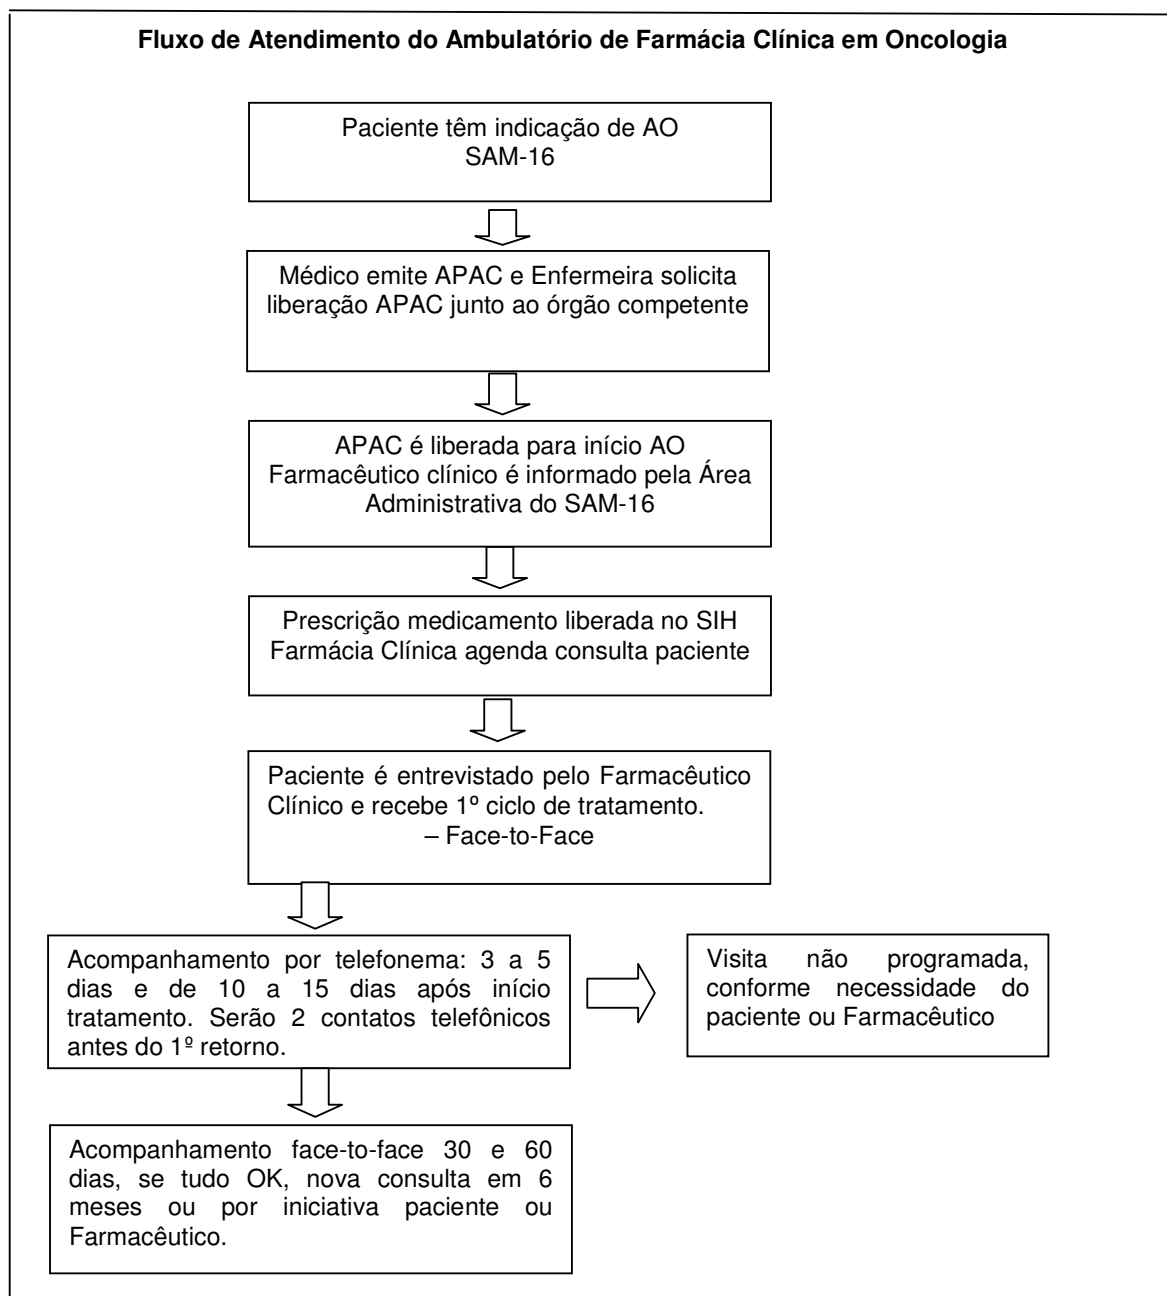 Fluxo de Atendimento do Ambulatório de Farmácia Clínica em Oncologia
Paciente têm indicação de AO
SAM-16
Médico emite APAC e Enfermeira solicita
liberação APAC junto ao órgão competente
APAC é liberada para início AO
Farmacêutico clínico é informado pela Área
Administrativa do SAM-16
Prescrição medicamento liberada no SIH
Farmácia Clínica agenda consulta paciente
Paciente é entrevistado pelo Farmacêutico
Clínico e recebe 1º ciclo de tratamento.
– Face-to-Face
Acompanhamento por telefonema: 3 a 5
dias e de 10 a 15 dias após início
tratamento. Serão 2 contatos telefônicos
antes do 1º retorno.
Visita não programada,
conforme necessidade do
paciente ou Farmacêutico
Acompanhamento face-to-face 30 e 60
dias, se tudo OK, nova consulta em 6
meses ou por iniciativa paciente ou
Farmacêutico.